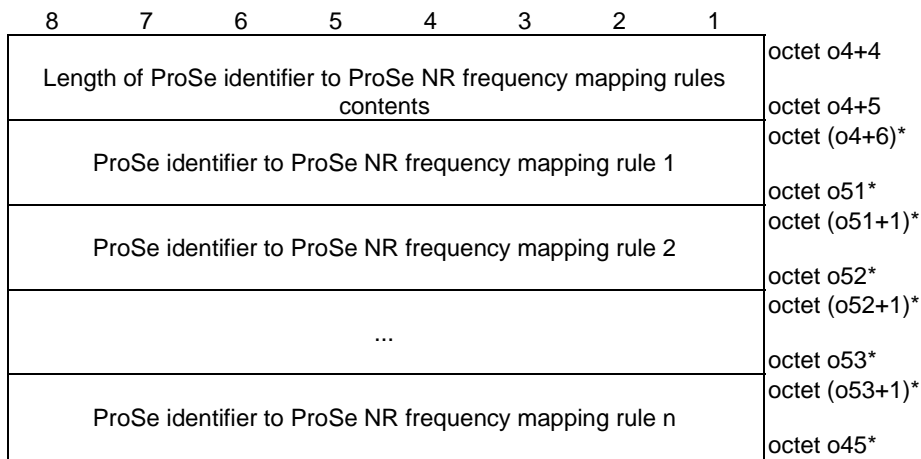 8 7 6 5 4 3 2 1
Length of ProSe identifier to ProSe NR frequency mapping rules
contents
octet o4+4
octet o4+5
ProSe identifier to ProSe NR frequency mapping rule 1
octet (o4+6)*
octet o51*
ProSe identifier to ProSe NR frequency mapping rule 2
octet (o51+1)*
octet o52*
...
octet (o52+1)*
octet o53*
ProSe identifier to ProSe NR frequency mapping rule n
octet (o53+1)*
octet o45*